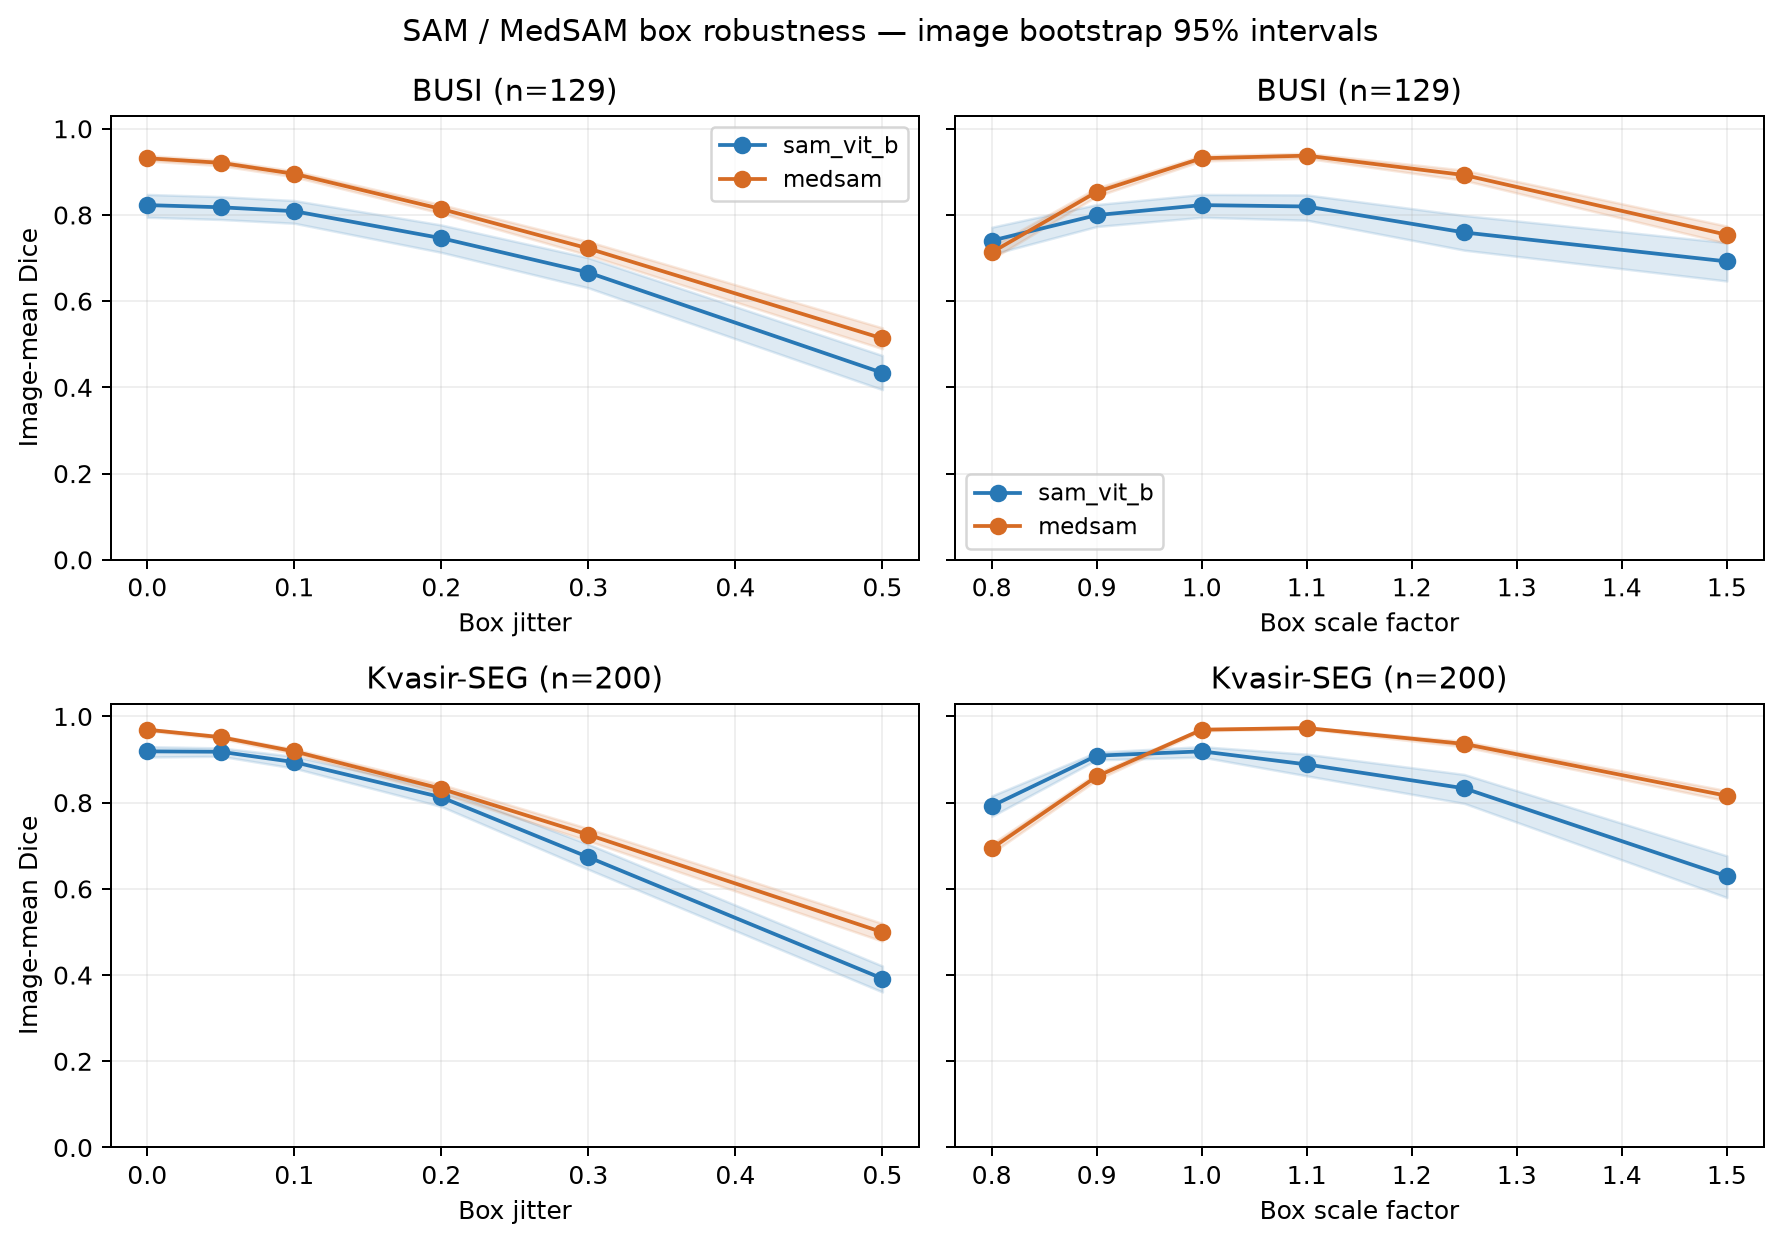 SAM / MedSAM box robustness — image bootstrap 95% intervals
BUSI (n=129)
1.0
0.8
0.6
0.4
0.2
0.0
Image-mean Dice
sam_vit_b
medsam
0.0 0.1 0.2 0.3 0.4 0.5
Box jitter
BUSI (n=129)
sam_vit_b
medsam
0.8 0.9 1.0 1.1 1.2 1.3 1.4 1.5
Box scale factor
Kvasir-SEG (n=200)
1.0
0.8
0.6
0.4
0.2
0.0
Image-mean Dice
0.0 0.1 0.2 0.3 0.4 0.5
Box jitter
Kvasir-SEG (n=200)
0.8 0.9 1.0 1.1 1.2 1.3 1.4 1.5
Box scale factor